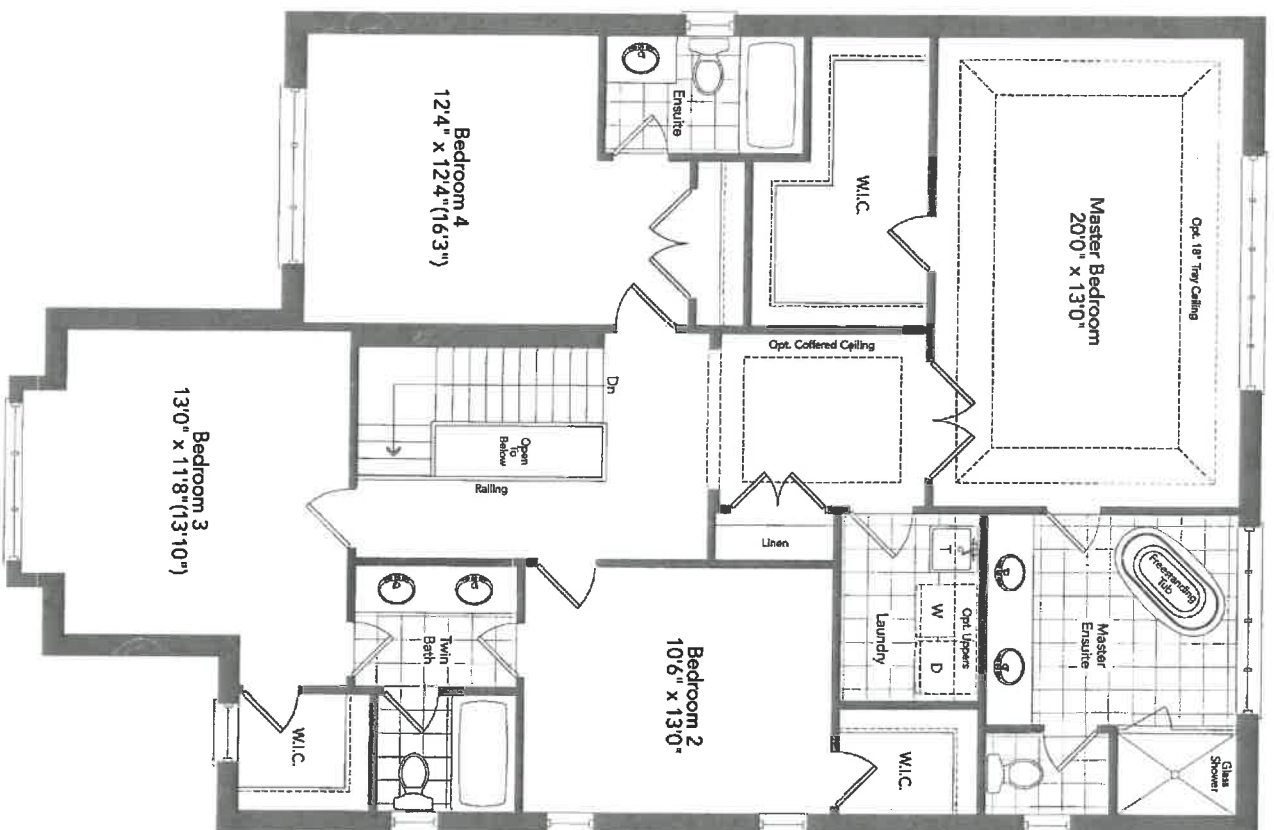 Opt. 18" Tray Ceiling
Master Bedroom
20'0" x 13'0"
Freestanding
Tub
Master
Ensuite
Glass
Shower
W.I.C.
Ensuite
Bedroom 4
12'4" x 12'4"(16'3")
Opt. Coffered Ceiling
Linen
T
W
D
Opt. Uppers
Laundry
W.I.C.
Dn
Open
To
Below
Railing
Bedroom 2
10'6" x 13'0"
Twin
Bath
Bedroom 3
13'0" x 11'8"(13'10")
W.I.C.